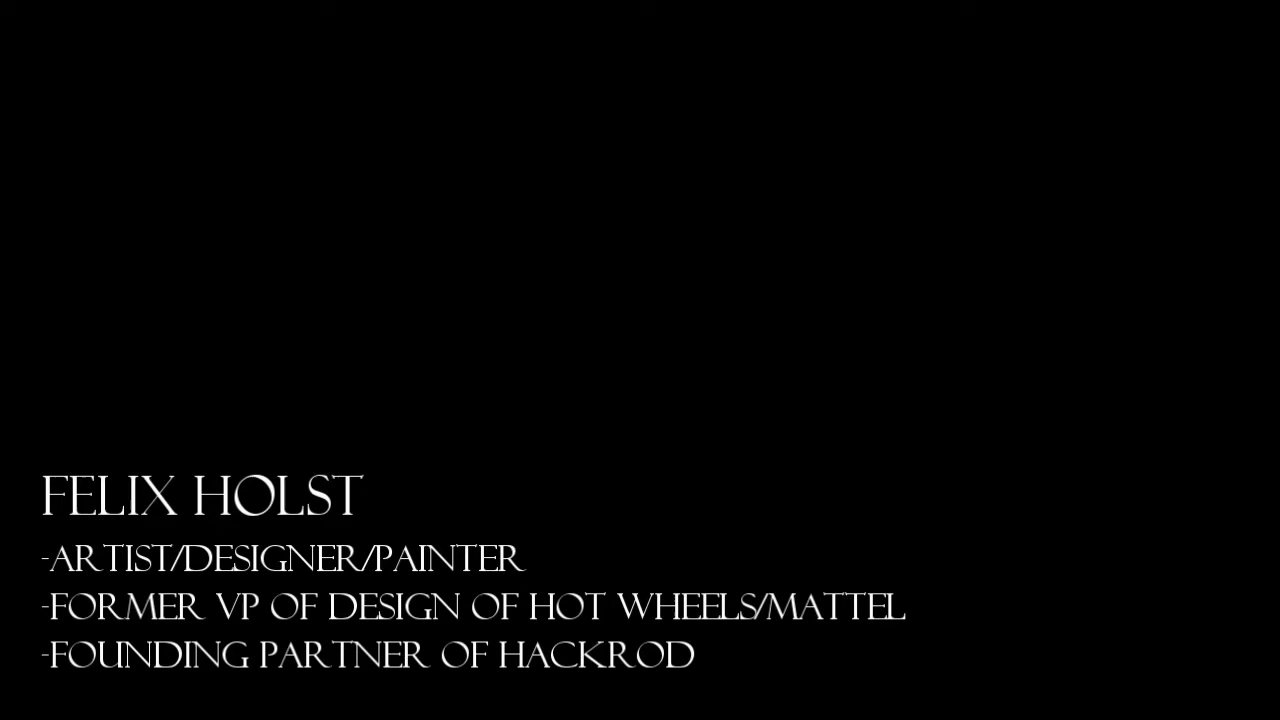 FELIX HOLST
-ARTIST/DESIGNER/PAINTER
-FORMER VP OF DESIGN OF HOT WHEELS/MATTEL
-FOUNDING PARTNER OF HACKROD